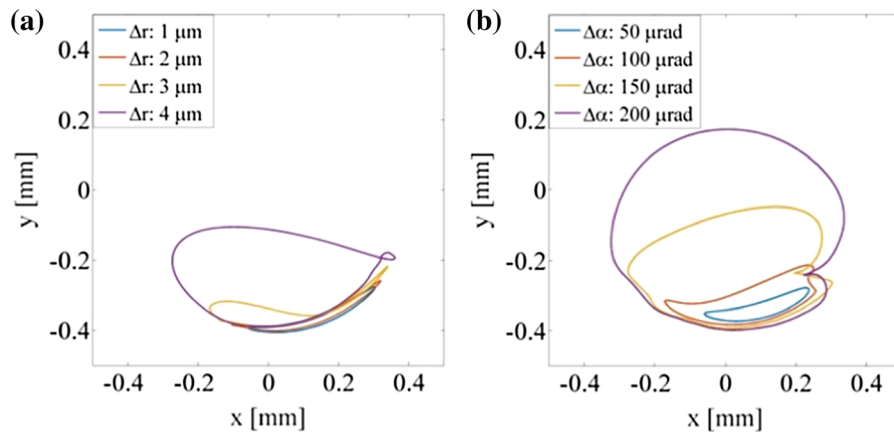 (a)
Δr: 1 μm
Δr: 2 μm
Δr: 3 μm
Δr: 4 μm
0.4
0.2
0
-0.2
-0.4
y [mm]
-0.4 -0.2 0 0.2 0.4
x [mm]
(b)
Δα: 50 μrad
Δα: 100 μrad
Δα: 150 μrad
Δα: 200 μrad
0.4
0.2
0
-0.2
-0.4
y [mm]
-0.4 -0.2 0 0.2 0.4
x [mm]